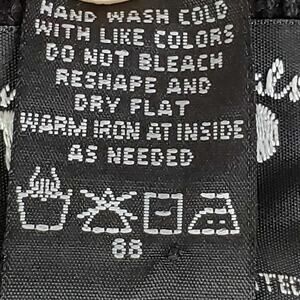 HAND WASH COLD
WITH LIKE COLORS
DO NOT BLEACH
RESHAPE AND
DRY FLAT
WARM IRON AT INSIDE
AS NEEDED
88